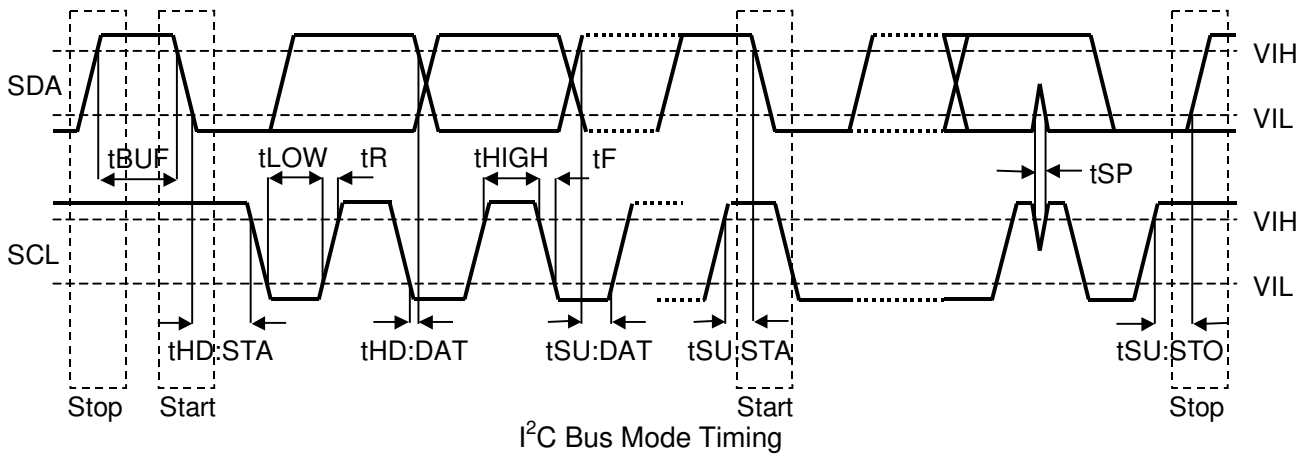 SDA
VIH
VIL
tBUF
tLOW
tR
tHIGH
tF
tSP
SCL
VIH
VIL
tHD:STA
tHD:DAT
tSU:DAT
tSU:STA
tSU:STO
Stop
Start
Start
Stop
I²C Bus Mode Timing